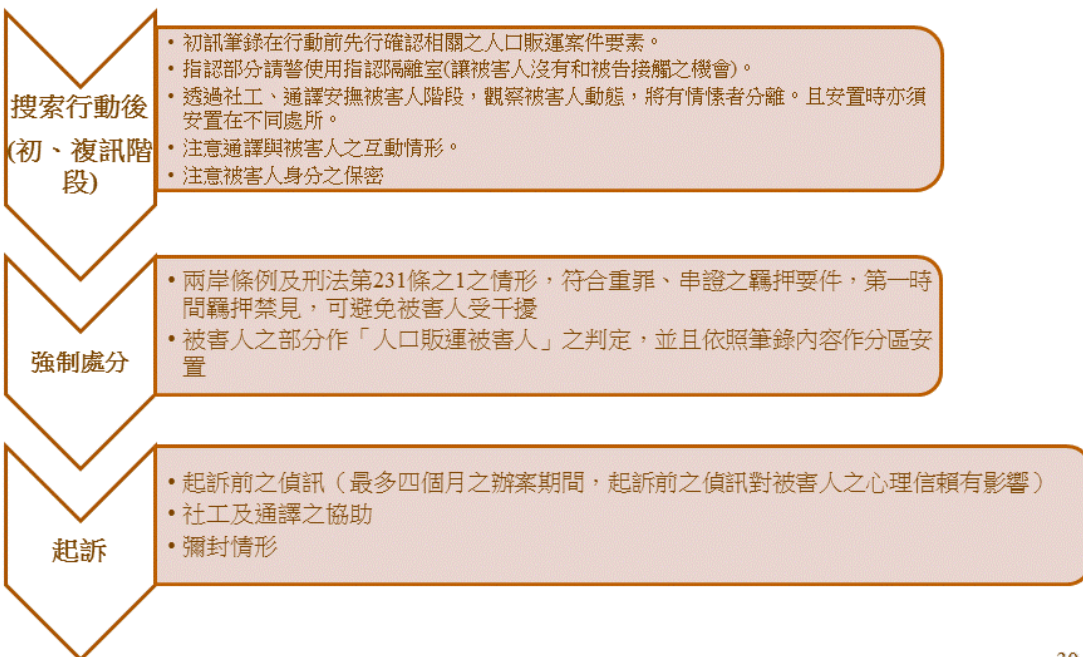 搜索行動後
(初、複訊階
段)
• 初訊筆錄在行動前先行確認相關之人口販運案件要素。
• 指認部分請警使用指認隔離室(讓被害人沒有和被告接觸之機會)。
• 透過社工、通譯安撫被害人階段，觀察被害人動態，將有情愫者分離。且安置時亦須
安置在不同處所。
• 注意通譯與被害人之互動情形。
• 注意被害人身分之保密
強制處分
• 兩岸條例及刑法第231條之1之情形，符合重罪、串證之羈押要件，第一時
間羈押禁見，可避免被害人受干擾
• 被害人之部分作「人口販運被害人」之判定，並且依照筆錄內容作分區安
置
起訴
• 起訴前之偵訊（最多四個月之辦案期間，起訴前之偵訊對被害人之心理信賴有影響）
• 社工及通譯之協助
• 彌封情形